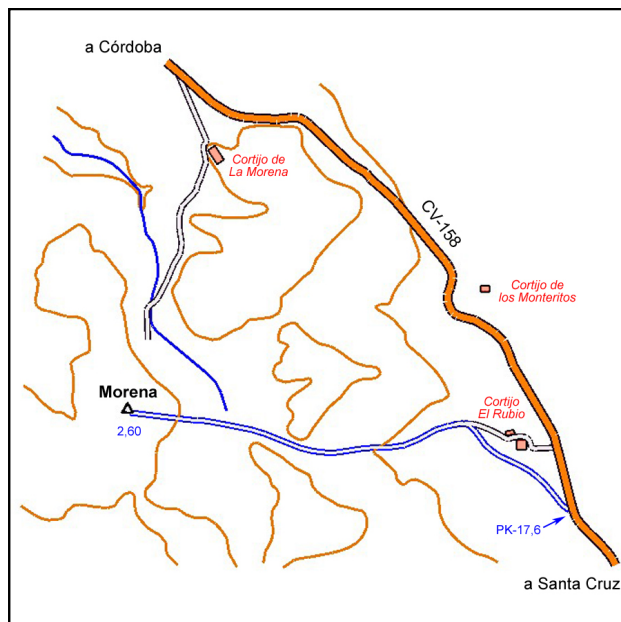 a Córdoba
Cortijo de
La Morena
CV-158
Cortijo de
los Monteritos
Morena
2,60
Cortijo
El Rubio
PK-17,6
a Santa Cruz